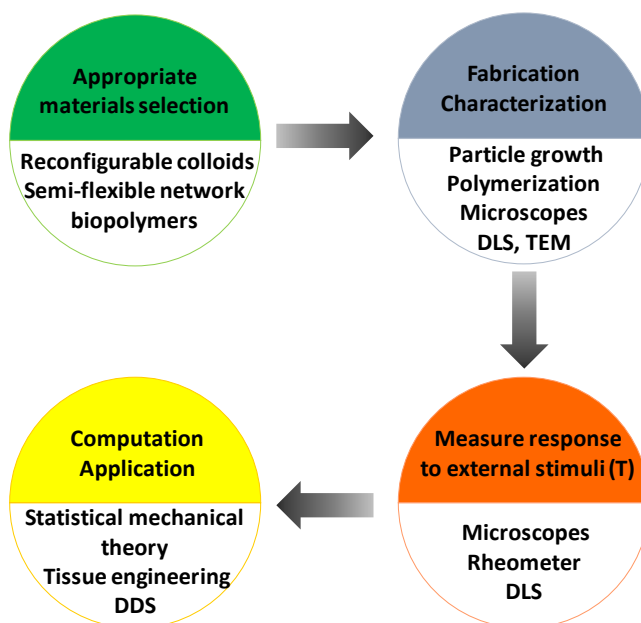 Appropriate
materials selection
Reconfigurable colloids
Semi-flexible network
biopolymers
Fabrication
Characterization
Particle growth
Polymerization
Microscopes
DLS, TEM
Measure response
to external stimuli (T)
Microscopes
Rheometer
DLS
Computation
Application
Statistical mechanical
theory
Tissue engineering
DDS